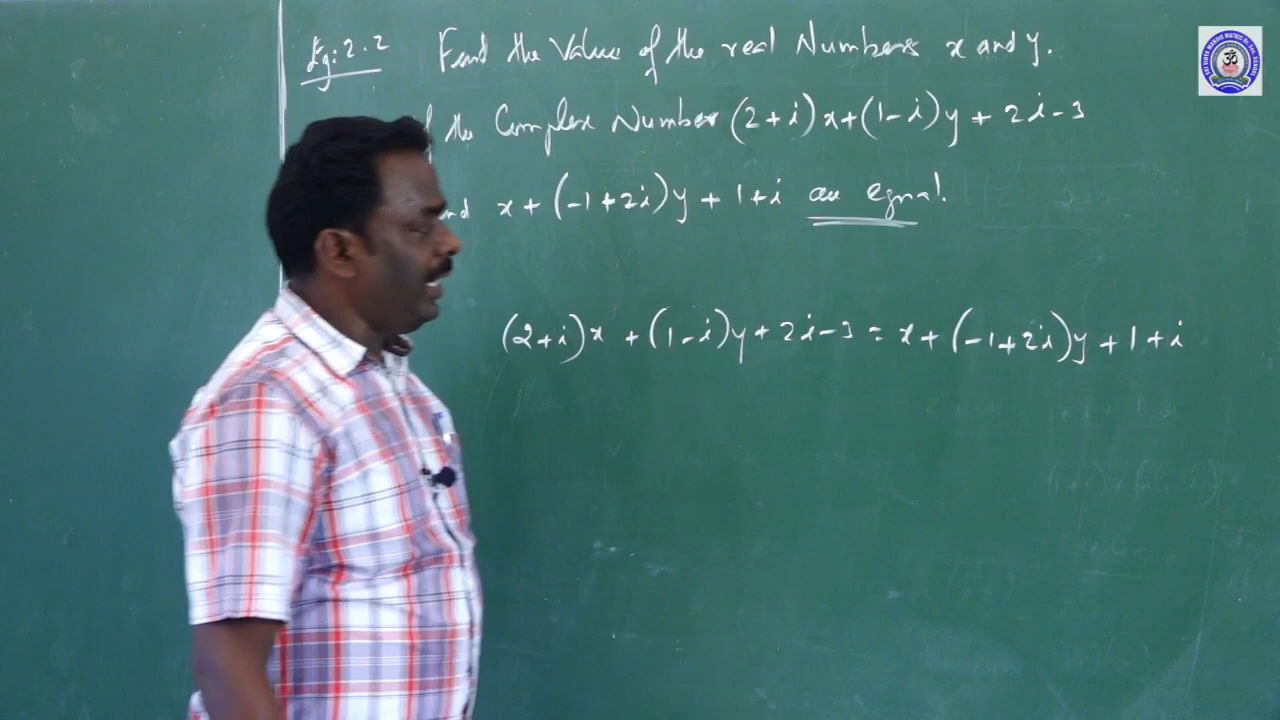 Eg: 2.2 Find the Value of the real Numbers x and y.
the Complex Number (2+i)x+(1-i)y + 2i-3
x+(-1+2i)y + 1+i are equal.
(2+i)x +(1-i)y+2i-3 = x+(-1+2i)y+1+i